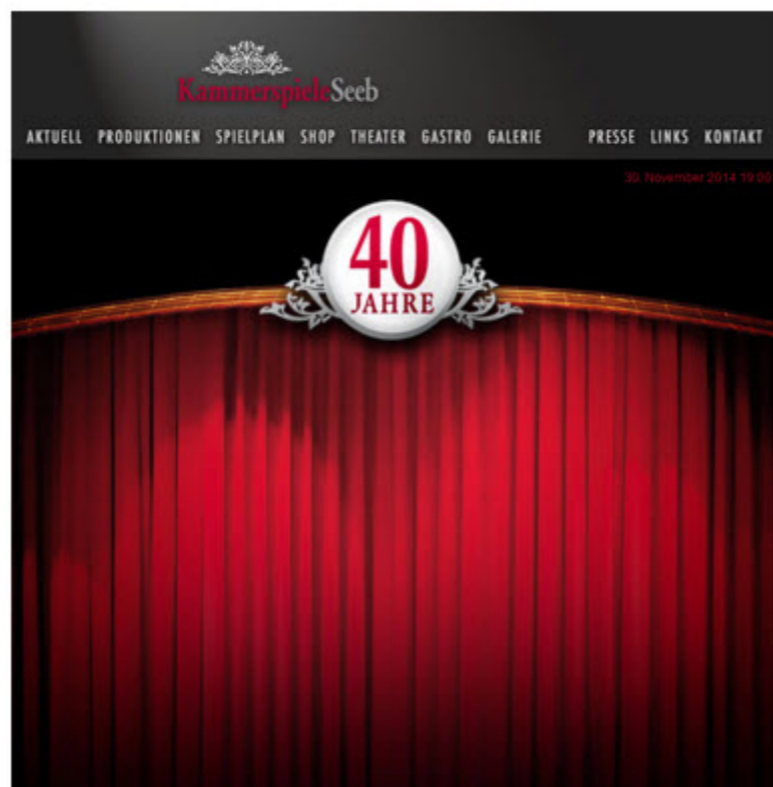 KammerspieleSeeb
AKTUELL PRODUKTIONEN SPIELPLAN SHOP THEATER GASTRO GALERIE PRESSE LINKS KONTAKT
30. November 2014 19:00
40
JAHRE